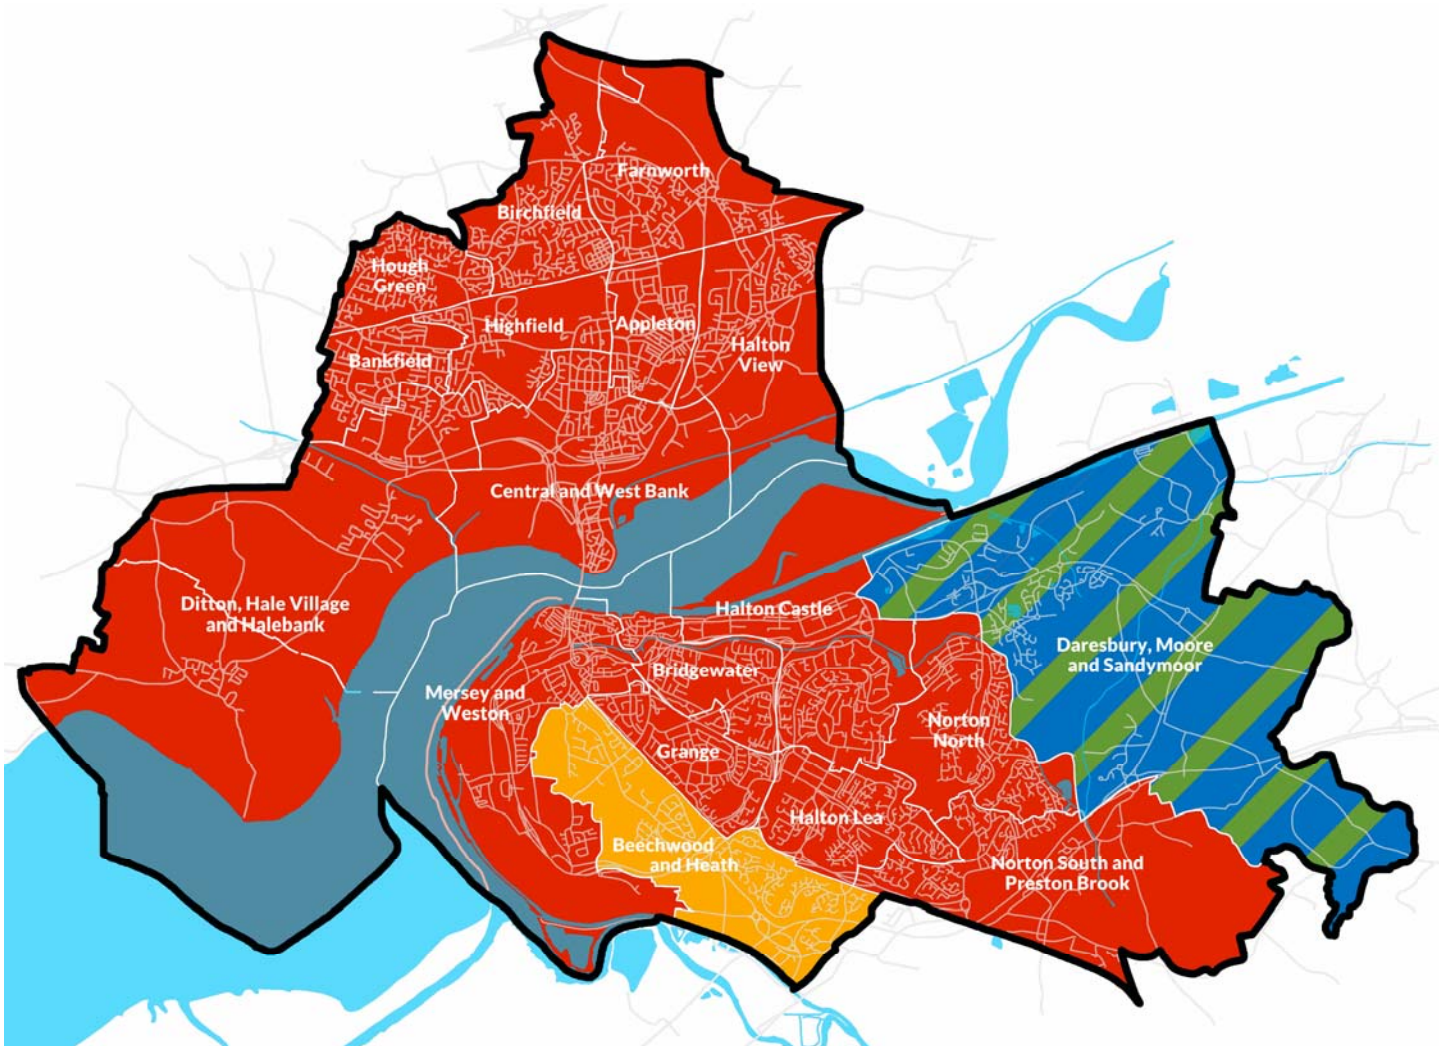 Farnworth
Birchfield
Hough
Green
Highfield
Appleton
Halton
View
Bankfield
Central and West Bank
Ditton, Hale Village
and Halebank
Halton Castle
Daresbury, Moore
and Sandymoor
Bridgewater
Mersey and
Weston
Norton
North
Grange
Halton Lea
Beechwood
and Heath
Norton South and
Preston Brook